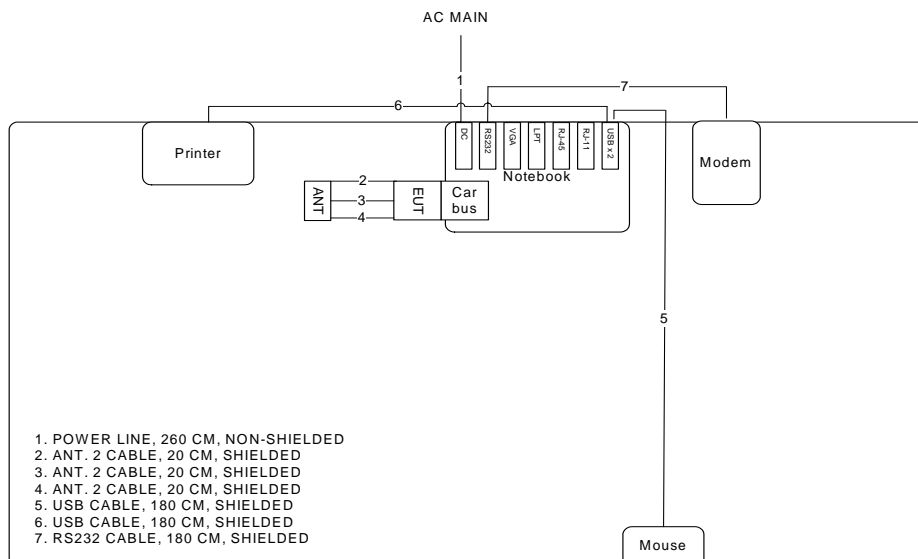 AC MAIN
1
7
6
DC
RS232
VGA
LPT
RJ-45
RJ-11
USB x 2
Printer
Notebook
Modem
ANT
2
3
4
EUT
Car
bus
5
1. POWER LINE, 260 CM, NON-SHIELDED
2. ANT. 2 CABLE, 20 CM, SHIELDED
3. ANT. 2 CABLE, 20 CM, SHIELDED
4. ANT. 2 CABLE, 20 CM, SHIELDED
5. USB CABLE, 180 CM, SHIELDED
6. USB CABLE, 180 CM, SHIELDED
7. RS232 CABLE, 180 CM, SHIELDED
Mouse